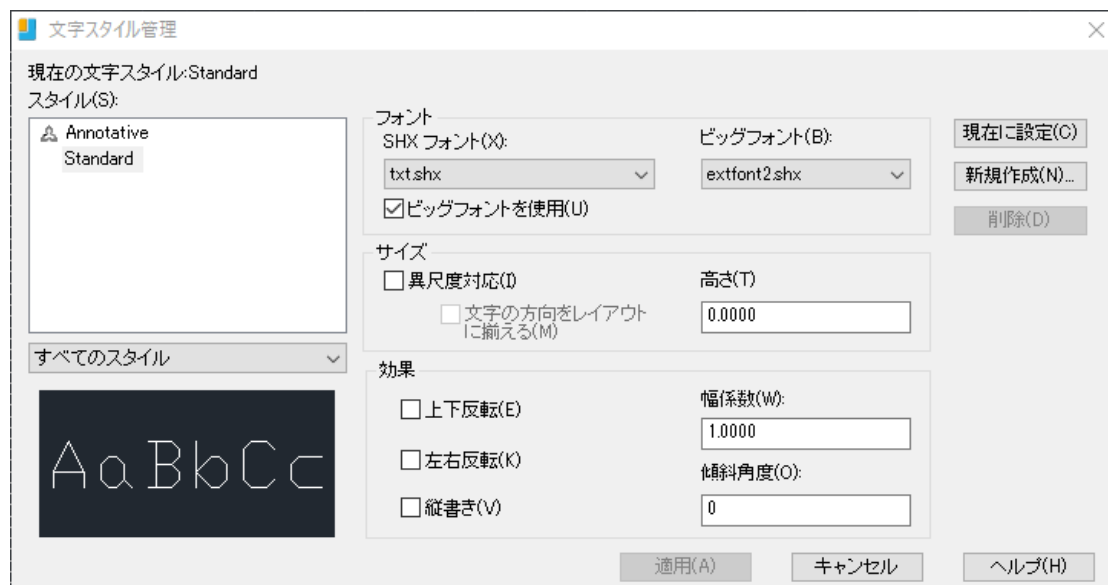 文字スタイル管理
現在の文字スタイル:Standard
スタイル(S):
Annotative
Standard
すべてのスタイル
AaBbCc
フォント
SHX フォント(X):
txt.shx
ビッグフォントを使用(U)
ビッグフォント(B):
extfont2.shx
サイズ
異尺度対応(I)
文字の方向をレイアウト
に揃える(M)
高さ(T)
0.0000
効果
上下反転(E)
左右反転(K)
縦書き(V)
幅係数(W):
1.0000
傾斜角度(O):
0
現在に設定(C)
新規作成(N)...
削除(D)
適用(A)
キャンセル
ヘルプ(H)